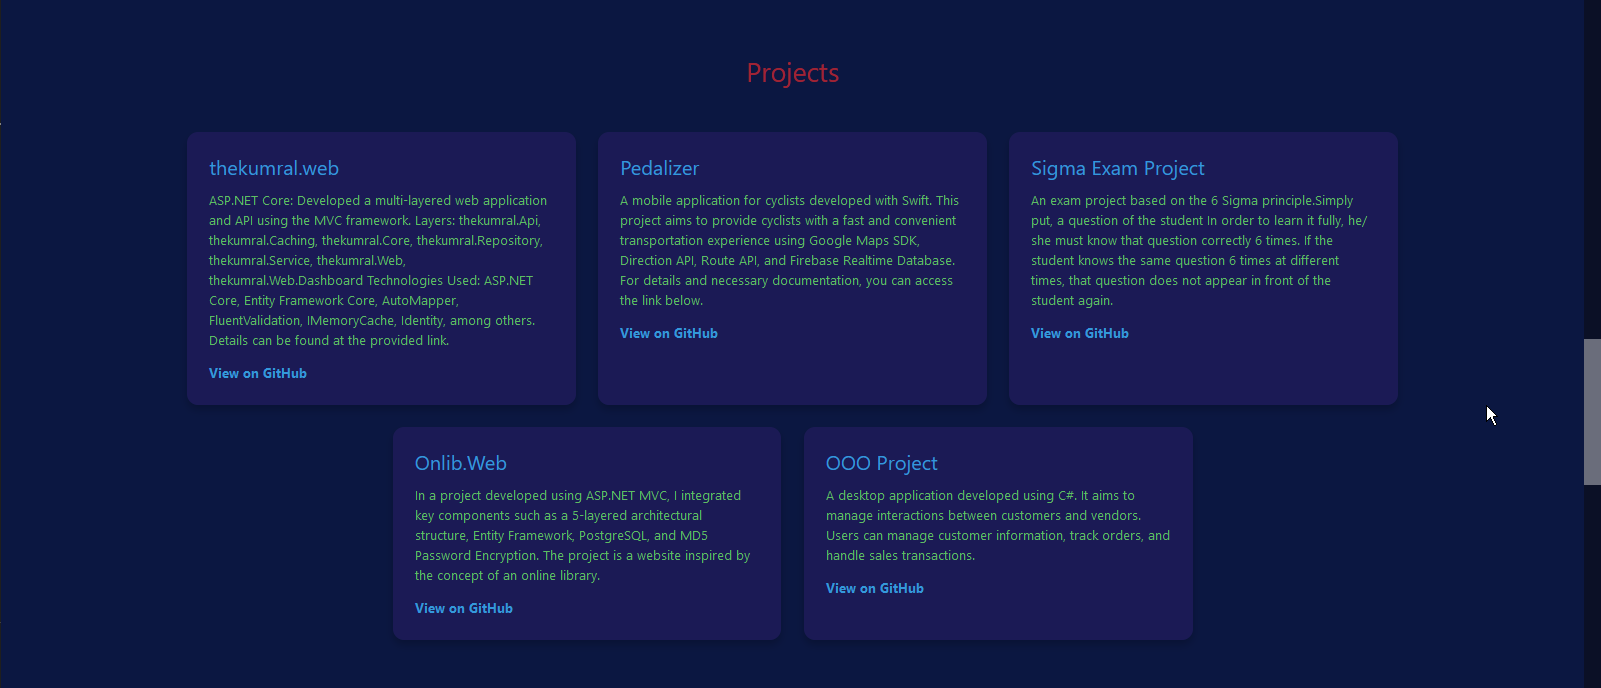 Projects
thekumral.web
ASP.NET Core: Developed a multi-layered web application
and API using the MVC framework. Layers: thekumral.Api,
thekumral.Caching, thekumral.Core, thekumral.Repository,
thekumral.Service, thekumral.Web,
thekumral.Web.Dashboard Technologies Used: ASP.NET
Core, Entity Framework Core, AutoMapper,
FluentValidation, IMemoryCache, Identity, among others.
Details can be found at the provided link.
View on GitHub
Pedalizer
A mobile application for cyclists developed with Swift. This
project aims to provide cyclists with a fast and convenient
transportation experience using Google Maps SDK,
Direction API, Route API, and Firebase Realtime Database.
For details and necessary documentation, you can access
the link below.
View on GitHub
Sigma Exam Project
An exam project based on the 6 Sigma principle.Simply
put, a question of the student In order to learn it fully, he/
she must know that question correctly 6 times. If the
student knows the same question 6 times at different
times, that question does not appear in front of the
student again.
View on GitHub
Onlib.Web
In a project developed using ASP.NET MVC, I integrated
key components such as a 5-layered architectural
structure, Entity Framework, PostgreSQL, and MD5
Password Encryption. The project is a website inspired by
the concept of an online library.
View on GitHub
OOO Project
A desktop application developed using C#. It aims to
manage interactions between customers and vendors.
Users can manage customer information, track orders, and
handle sales transactions.
View on GitHub